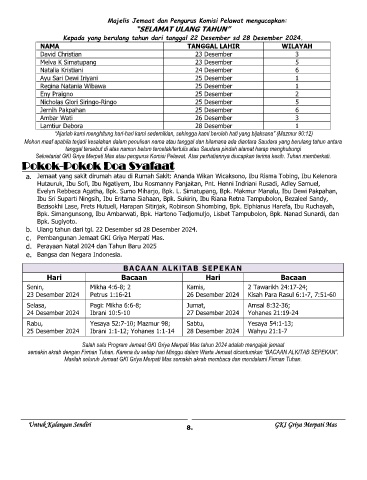 Majelis Jemaat dan Pengurus Komisi Pelawat mengucapkan:
"SELAMAT ULANG TAHUN"
Kepada yang berulang tahun dari tanggal 22 Desember sd 28 Desember 2024.
NAMA TANGGAL LAHIR WILAYAH
David Christian 23 Desember 3
Melva K Simatupang 23 Desember 5
Natalia Kristiani 24 Desember 6
Ayu Sari Dewi Iriyani 25 Desember 1
Regina Natania Wibawa 25 Desember 1
Eny Praigno 25 Desember 2
Nicholas Glori Siringo-Ringo 25 Desember 5
Jernih Pakpahan 25 Desember 6
Ambar Wati 26 Desember 3
Lamtiur Debora 28 Desember 1
"Ajarlah kami menghitung hari-hari kami sedemikian, sehingga kami beroleh hati yang bijaksana" (Mazmur 90:12)
Mohon maaf apabila terjadi kesalahan dalam penulisan nama atau tanggal dan bilamana ada diantara Saudara yang berulang tahun antara
tanggal tersebut di atas namun belum tercetak/tertulis atau Saudara pindah alamat harap menghubungi
Sekretariat GKI Griya Merpati Mas atau pengurus Komisi Pelawat. Atas perhatiannya diucapkan terima kasih. Tuhan memberkati
Pokok-Pokok Doa Syafaat
a. Jemaat yang sakit dirumah atau di Rumah Sakit: Ananda Wikan Wicaksono, Ibu Risma Tobing, Ibu Kelenora
Hutauruk, Ibu Sofi, Ibu Ngatiyem, Ibu Rosmanny Panjaitan, Pnt. Henni Indriani Rusadi, Adley Samuel,
Evelyn Rebbeca Agatha, Bpk. Sumo Miharjo, Bpk. L. Simatupang, Bpk. Makmur Manalu, Ibu Dewi Pakpahan,
Ibu Sri Suparti Ningsih, Ibu Eritama Siahaan, Bpk. Sukirin, Ibu Riana Retna Tampubolon, Bezaleel Sandy,
Bezisokhi Lase, Frets Hutueli, Harapan Sitinjak, Robinson Sihombing, Bpk. Elphianus Harefa, Ibu Ruchayah,
Bpk. Simangunsong, Ibu Ambarwati, Bpk. Hartono Tedjomuljo, Lisbet Tampubolon, Bpk. Nanad Sunardi, dan
Bpk. Sugiyoto.
b. Ulang tahun dari tgl. 22 Desember sd 28 Desember 2024.
c. Pembangunan Jemaat GKI Griya Merpati Mas.
d. Perayaan Natal 2024 dan Tahun Baru 2025
e. Bangsa dan Negara Indonesia.
BACAAN ALKITAB SEPEKAN
Hari Bacaan Hari Bacaan
Senin, Mikha 4:6-8; 2 Kamis, 2 Tawarikh 24:17-24;
23 Desember 2024 Petrus 1:16-21 26 Desember 2024 Kisah Para Rasul 6:1-7, 7:51-60
Selasa, Pagi: Mikha 6:6-8; Jumat, Amsal 8:32-36;
24 Desember 2024 Ibrani 10:5-10 27 Desember 2024 Yohanes 21:19-24
Rabu, Yesaya 52:7-10; Mazmur 98; Sabtu, Yesaya 54:1-13;
25 Desember 2024 Ibrani 1:1-12; Yohanes 1:1-14 28 Desember 2024 Wahyu 21:1-7
Salah satu Program Jemaat GKI Griya Merpati Mas tahun 2024 adalah mengajak jemaat
semakin akrab dengan Firman Tuhan. Karena itu setiap hari Minggu dalam Warta Jemaat dicantumkan "BACAAN ALKITAB SEPEKAN".
Marilah seluruh Jemaat GKI Griya Merpati Mas semakin akrab membaca dan mendalami Firman Tuhan.
Untuk Kalangan Sendiri GKI Griya Merpati Mas
8.